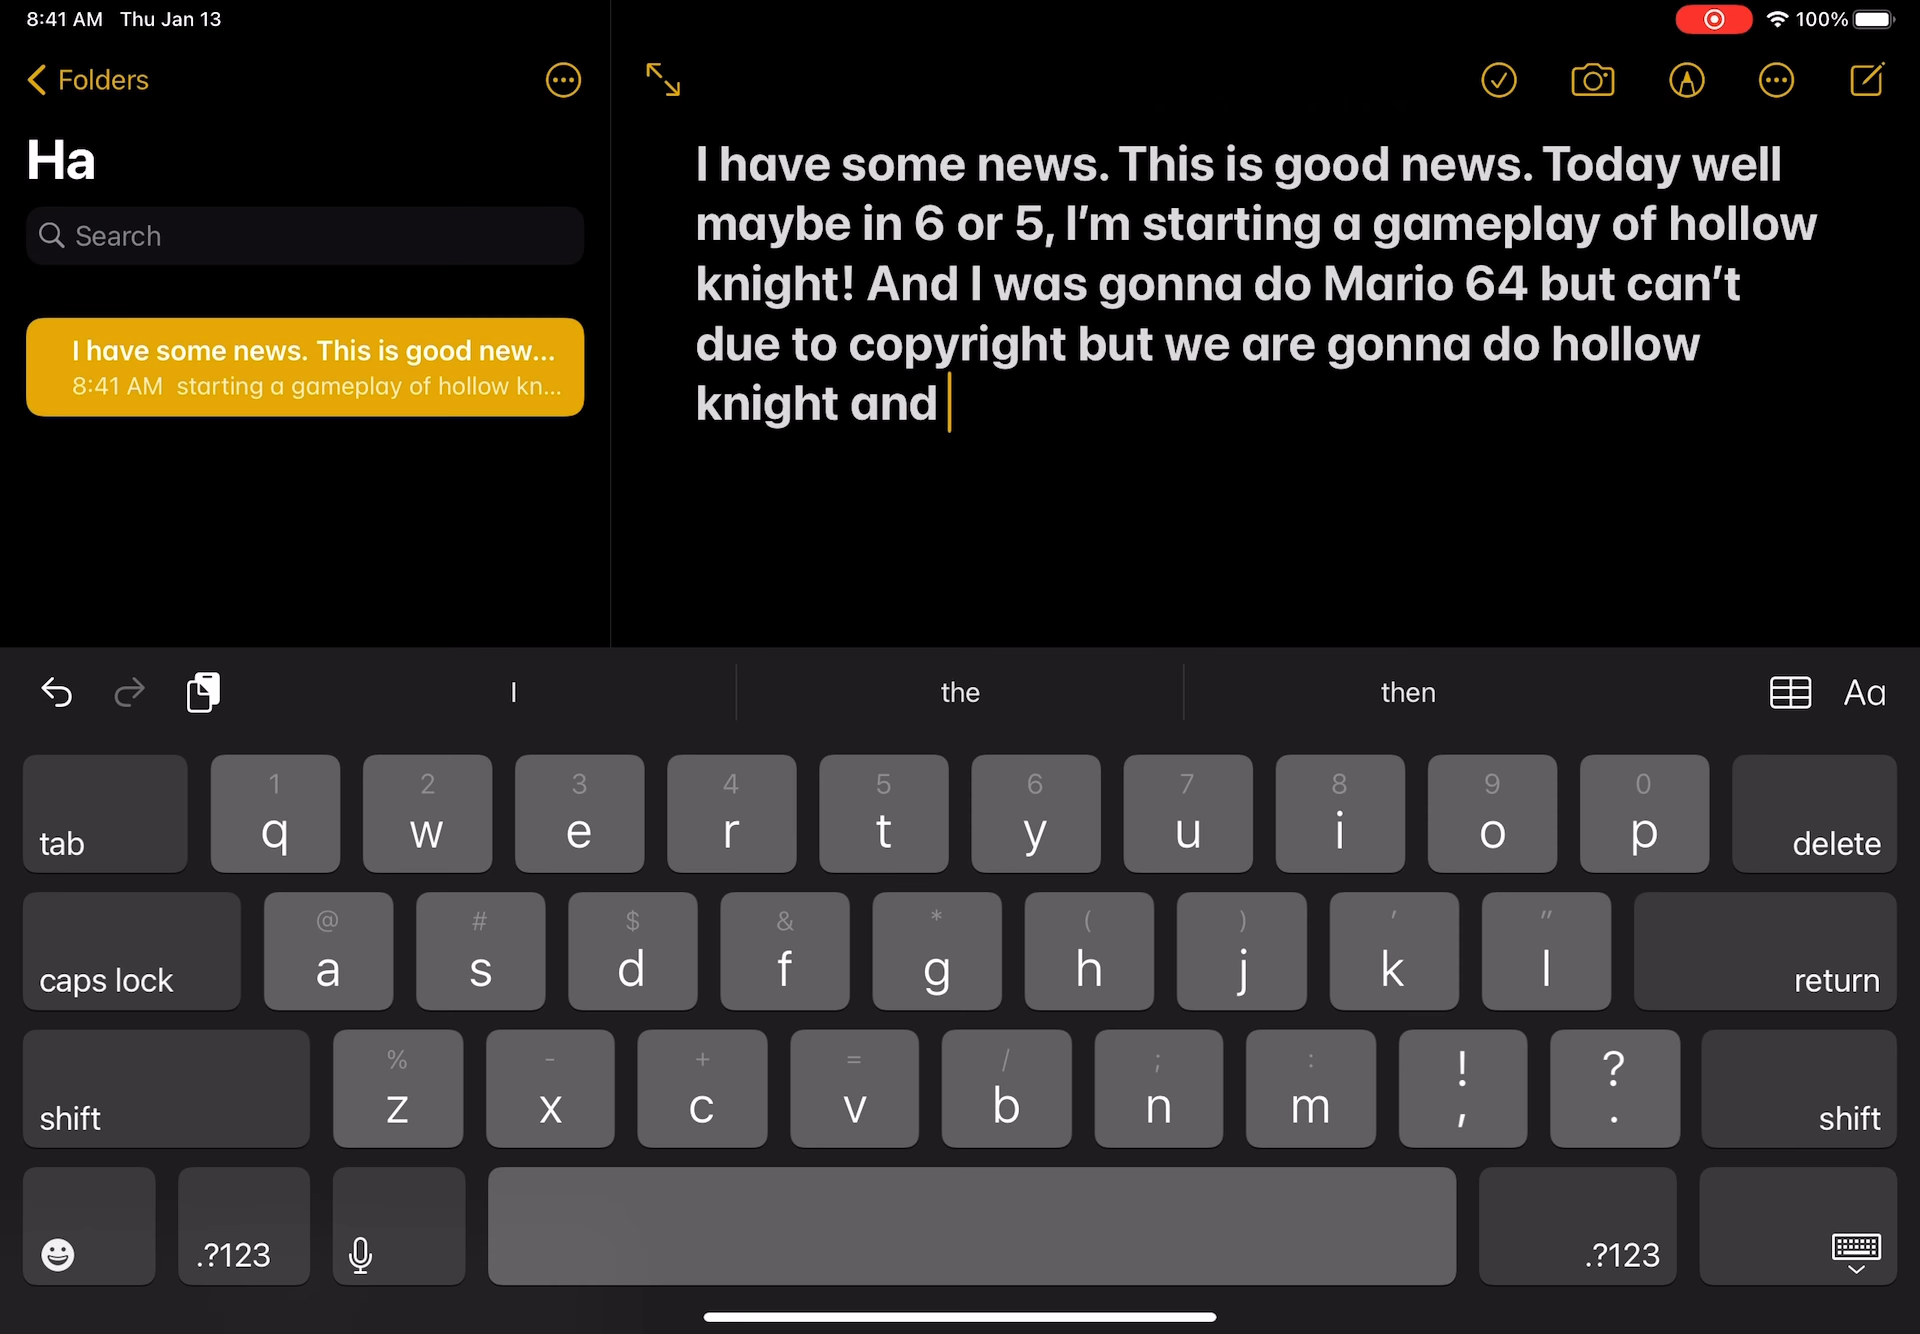 8:41 AM Thu Jan 13
100%
Folders
Ha
Search
I have some news. This is good new...
8:41 AM starting a gameplay of hollow kn...
I have some news. This is good news. Today well
maybe in 6 or 5, I’m starting a gameplay of hollow
knight! And I was gonna do Mario 64 but can’t
due to copyright but we are gonna do hollow
knight and
I the then Aa
1 2 3 4 5 6 7 8 9 0
tab q w e r t y u i o p delete
@ # $ & * ( ) ' "
caps lock a s d f g h j k l return
% - + = / ; : ! ?
shift z x c v b n m , . shift
.?123 .?123